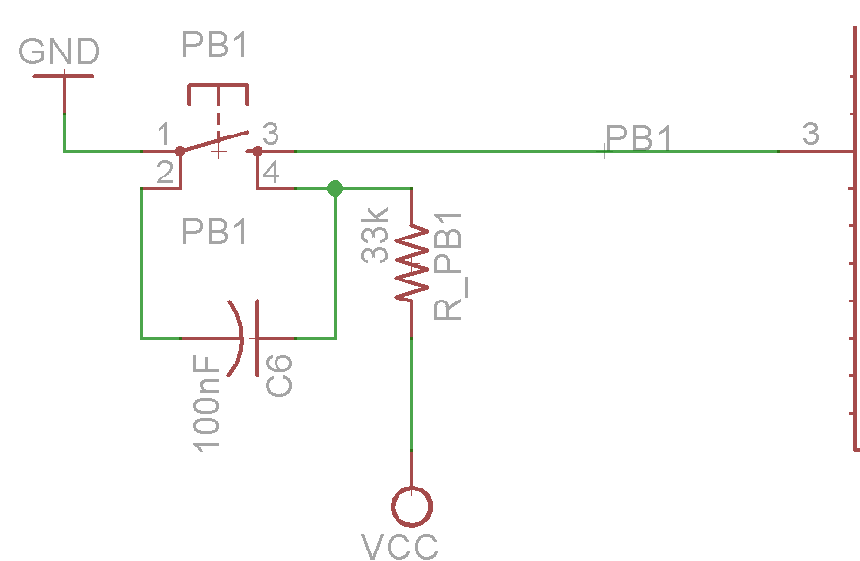 PB1
GND
1
3
PB1
3
2
4
PB1
33k
R_PB1
100nF
C6
VCC